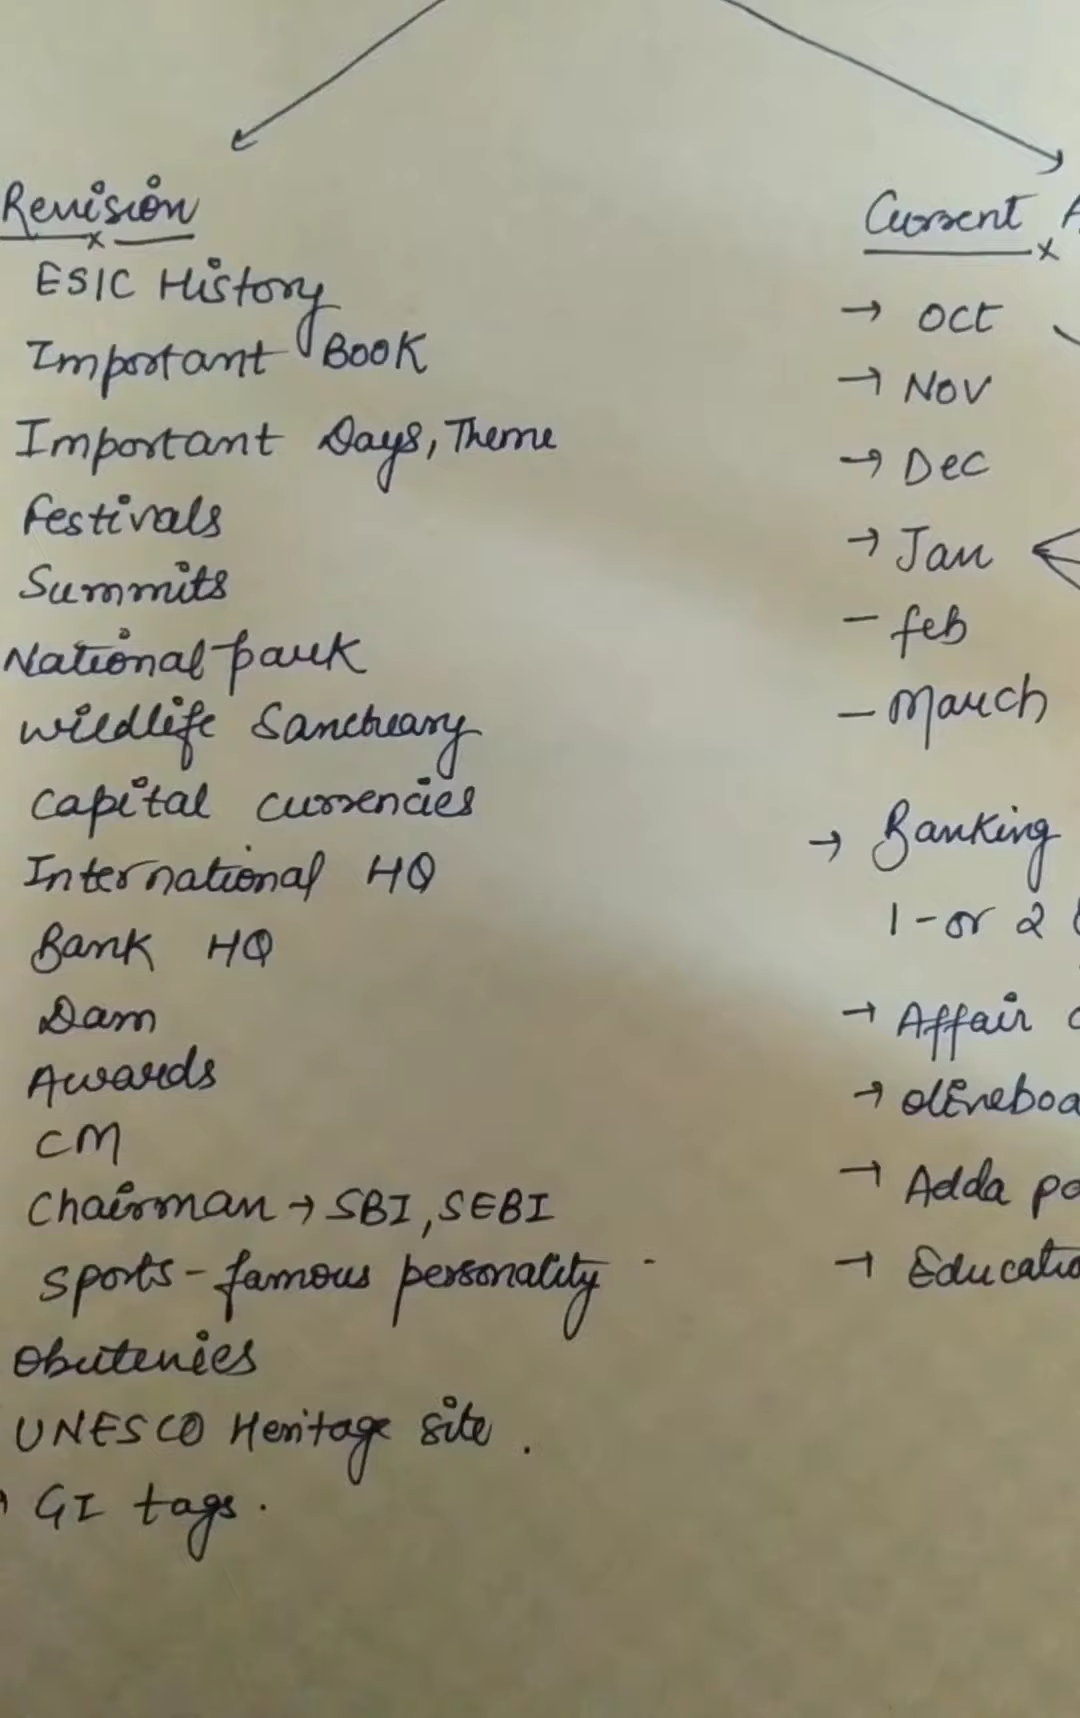 Revision
ESIC History
Important Book
Important Days, Theme
Festivals
Summits
National park
wildlife Sanctuary
capital currencies
International HQ
Bank HQ
Dam
Awards
CM
Chairman → SBI, SEBI
sports - famous personality
UNESCO Heritage site.
GI tags.
Current A
→ Oct
→ Nov
→ Dec
→ Jan
- feb
- March
→ Banking
1 - or 2
→ Affair
→ Adda
→ Educatio